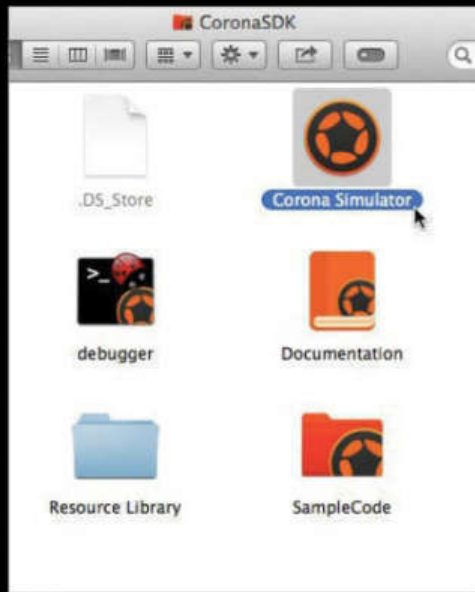 CoronaSDK
.DS_Store
Corona Simulator
>_
debugger
Documentation
Resource Library
SampleCode